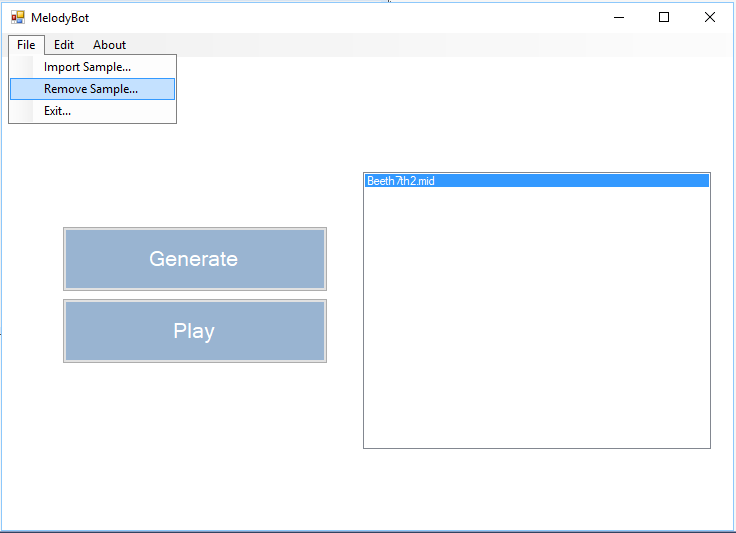 MelodyBot
File Edit About
Import Sample...
Remove Sample...
Exit...
Beeth7th2.mid
Generate
Play